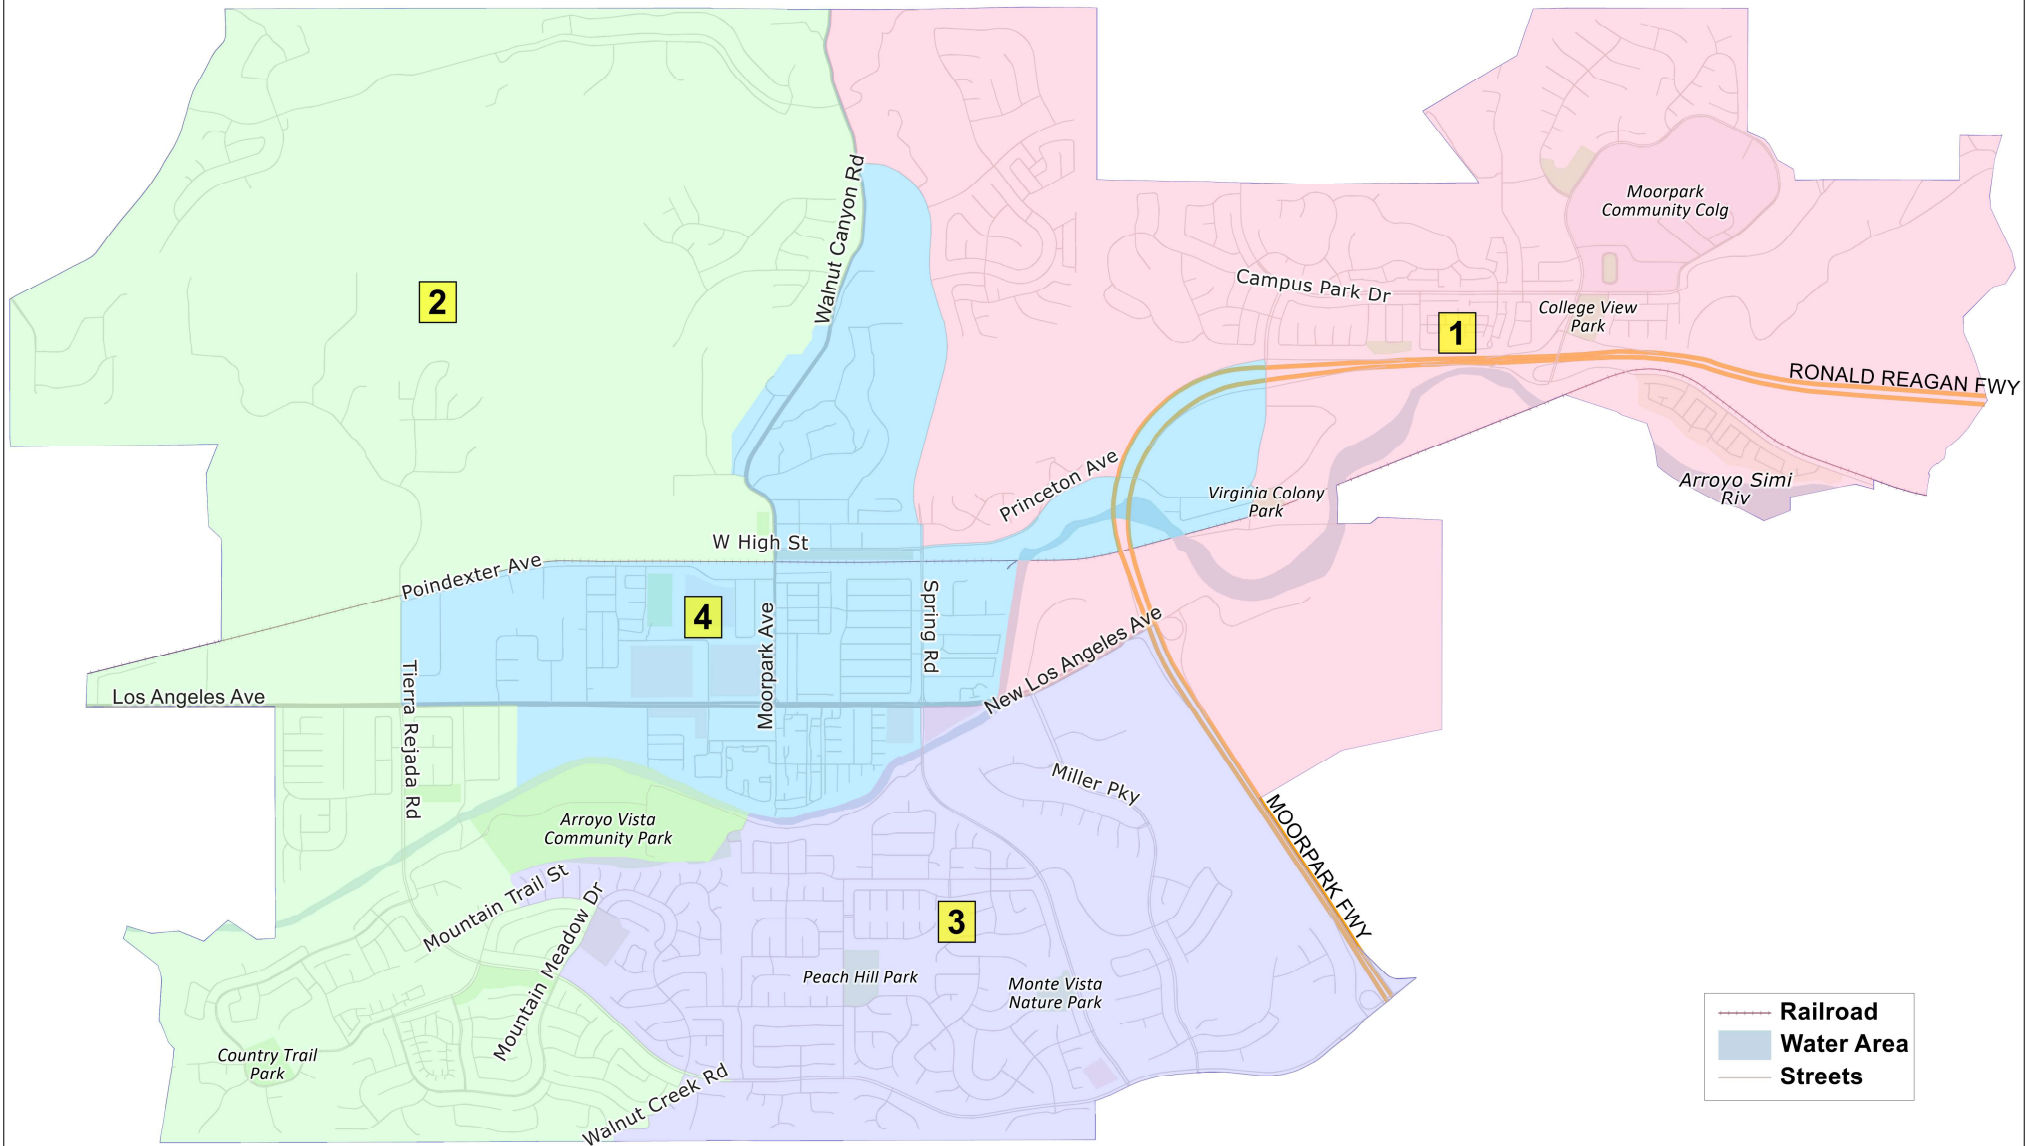 Walnut Canyon Rd
Moorpark
Community Colg
2
Campus Park Dr
College View
Park
1
RONALD REAGAN FWY
Princeton Ave
Virginia Colony
Park
Arroyo Simi
Riv
W High St
Poindexter Ave
4
Moorpark Ave
Spring Rd
New Los Angeles Ave
Los Angeles Ave
Tierra Rejada Rd
Miller Pky
Arroyo Vista
Community Park
MOORPARK FWY
Mountain Trail St
Mountain Meadow Dr
3
Peach Hill Park
Monte Vista
Nature Park
Country Trail
Park
Walnut Creek Rd
Railroad
Water Area
Streets